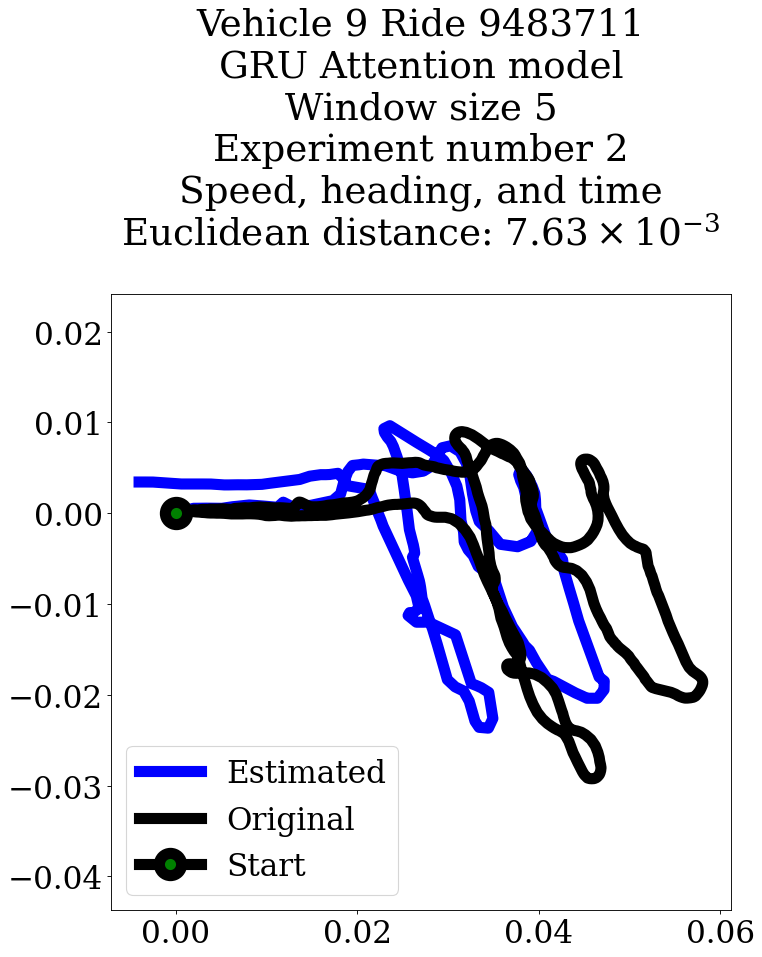 Vehicle 9 Ride 9483711
GRU Attention model
Window size 5
Experiment number 2
Speed, heading, and time
Euclidean distance: 7.63 × 10⁻³
0.02
0.01
0.00
−0.01
−0.02
−0.03
−0.04
Estimated
Original
Start
0.00 0.02 0.04 0.06